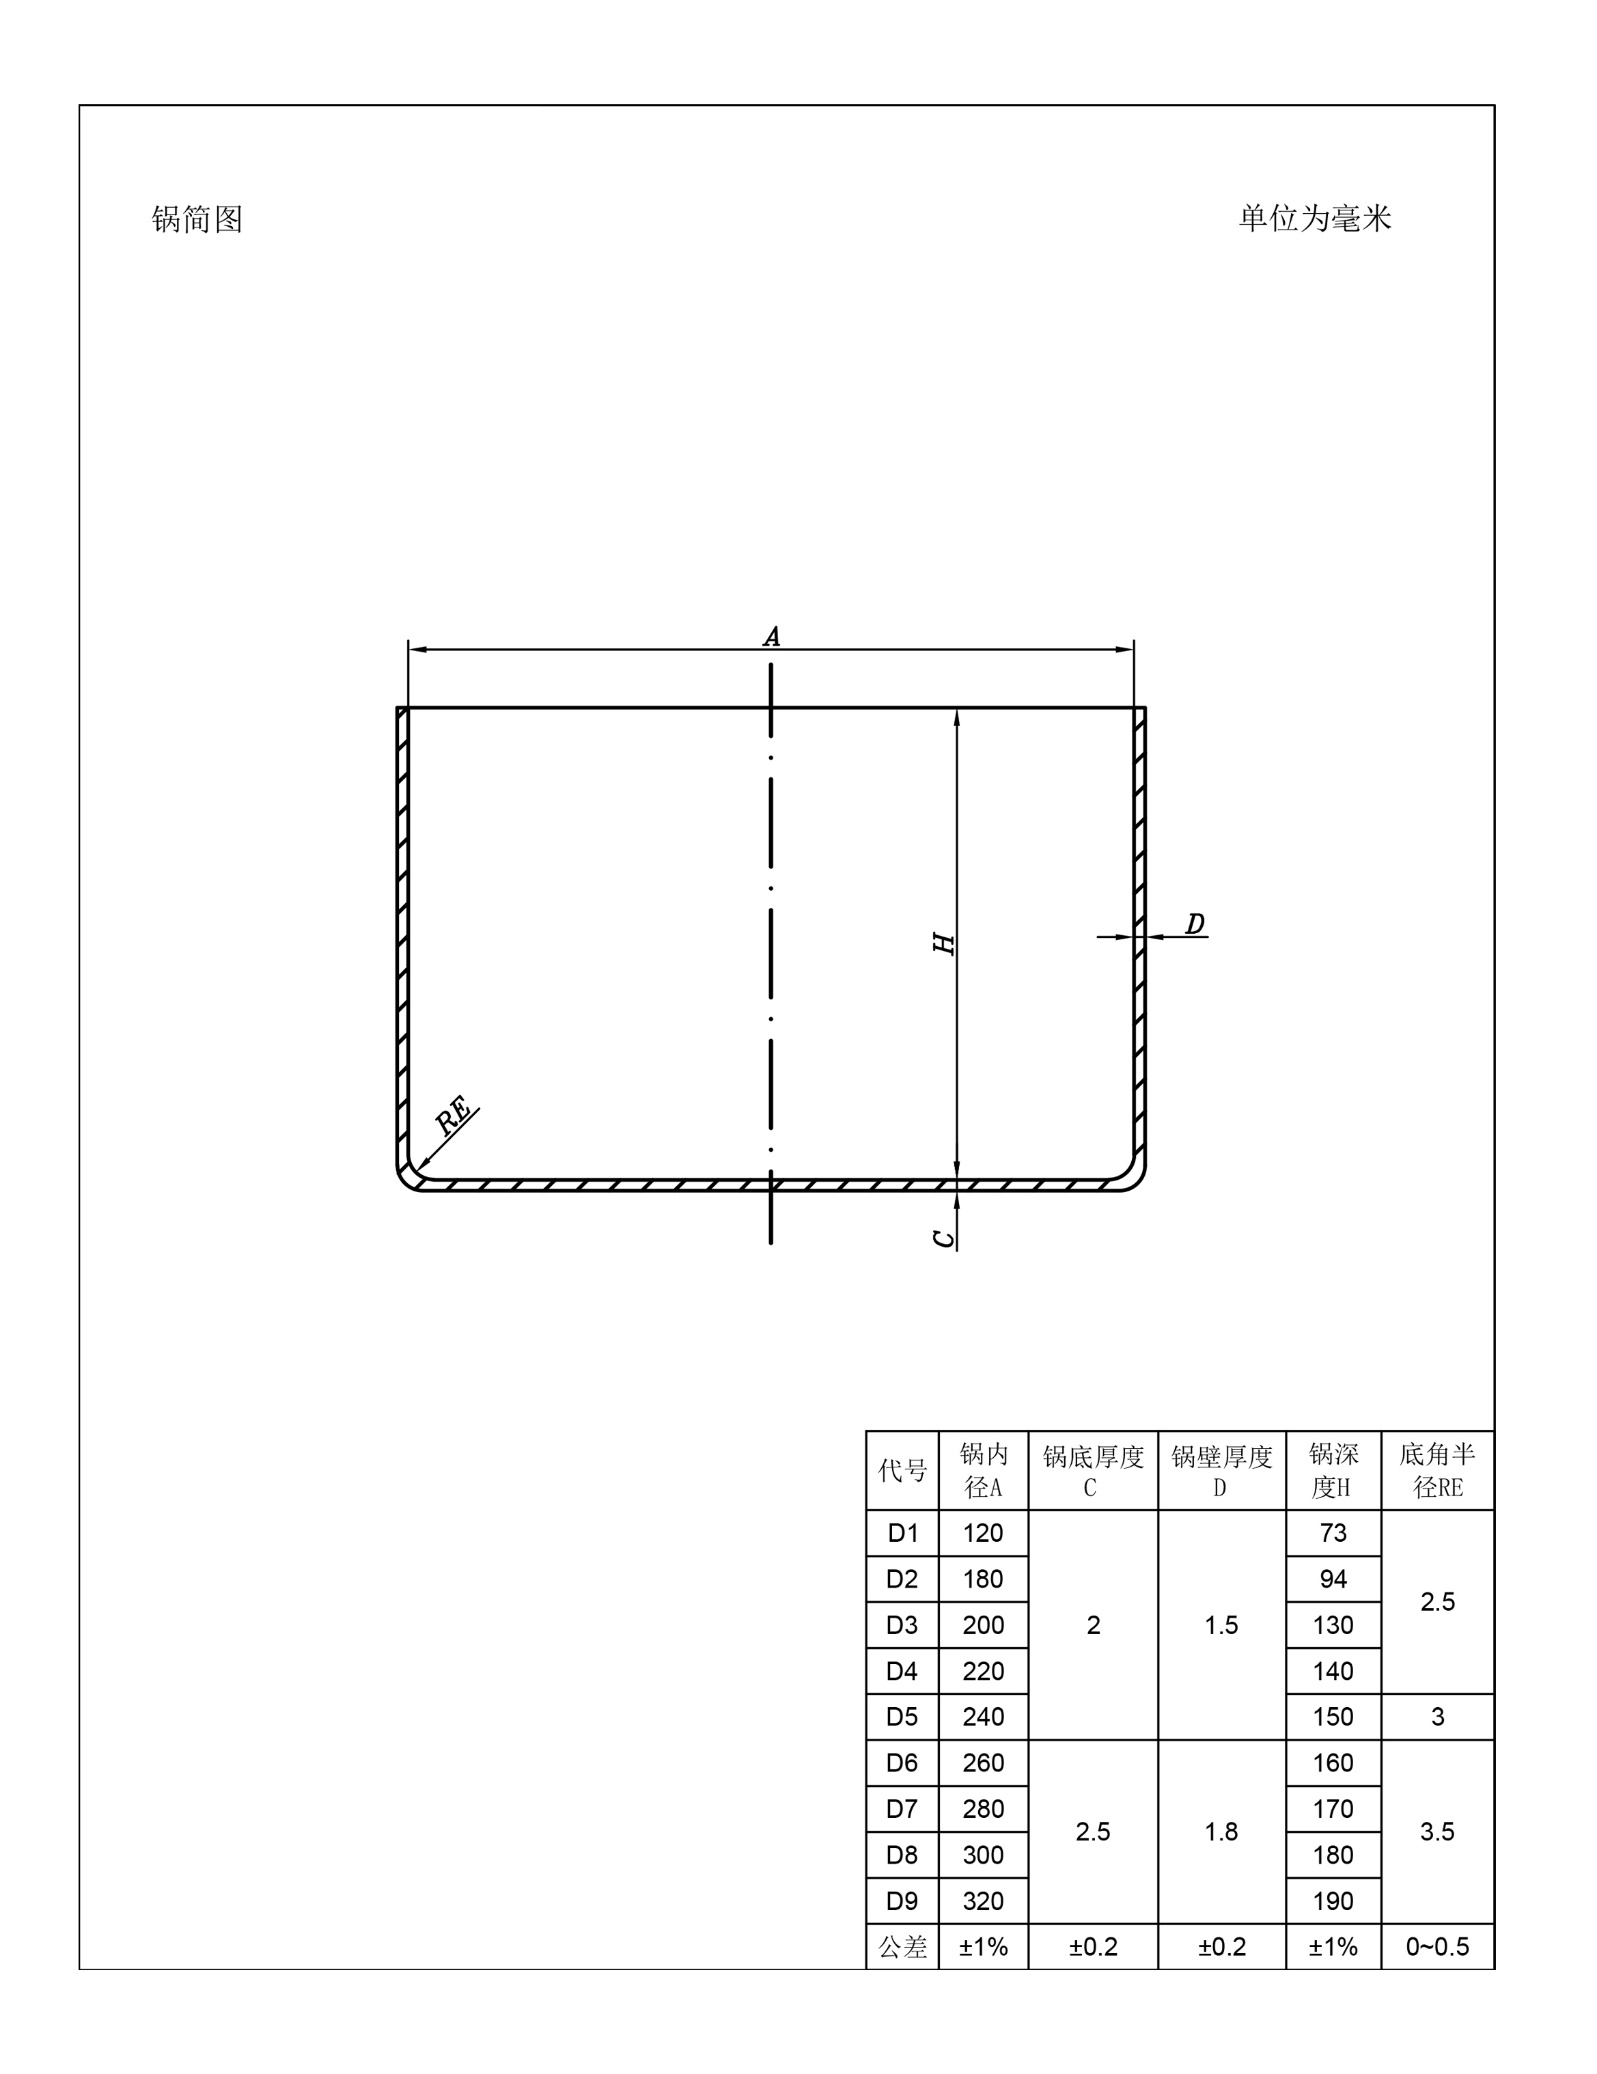 锅简图
单位为毫米
A
H
D
RE
C
代号 锅内径A 锅底厚度C 锅壁厚度D 锅深度H 底角半径RE
D1 120 2 1.5 73 2.5
D2 180 94
D3 200 130
D4 220 140
D5 240 150 3
D6 260 2.5 1.8 160 3.5
D7 280 170
D8 300 180
D9 320 190
公差 ±1% ±0.2 ±0.2 ±1% 0~0.5